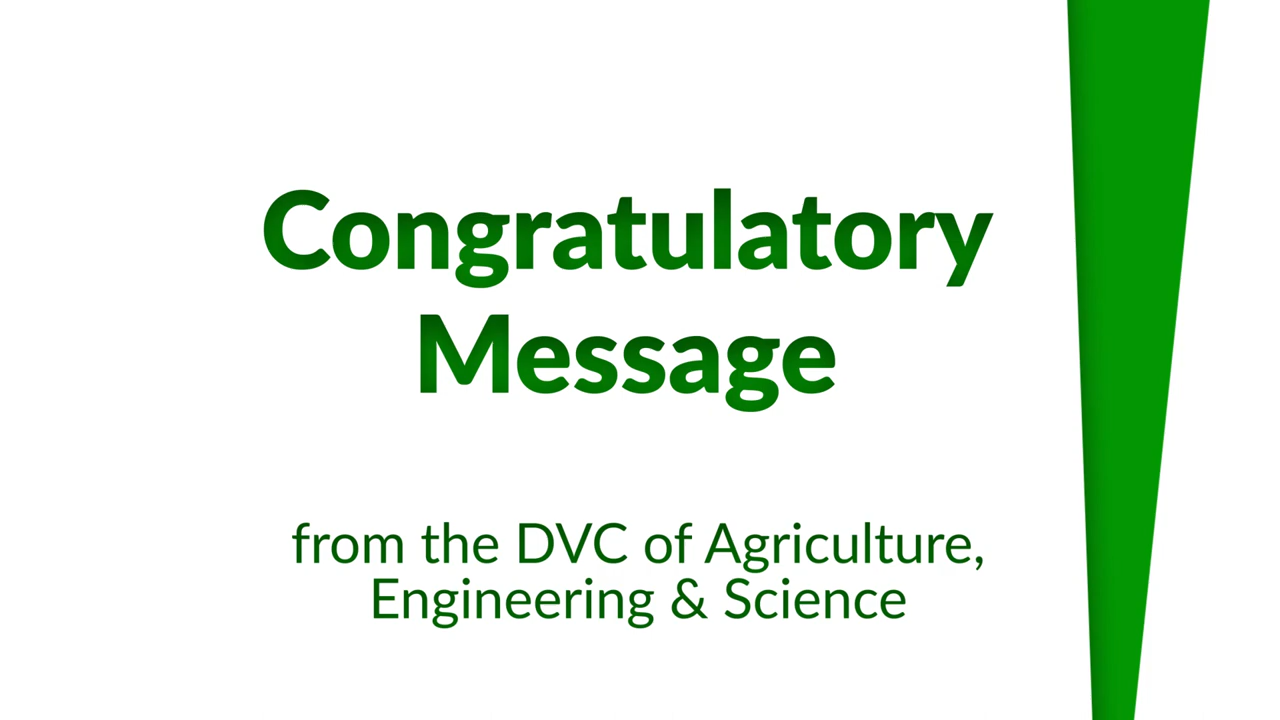 Congratulatory
Message
from the DVC of Agriculture,
Engineering & Science